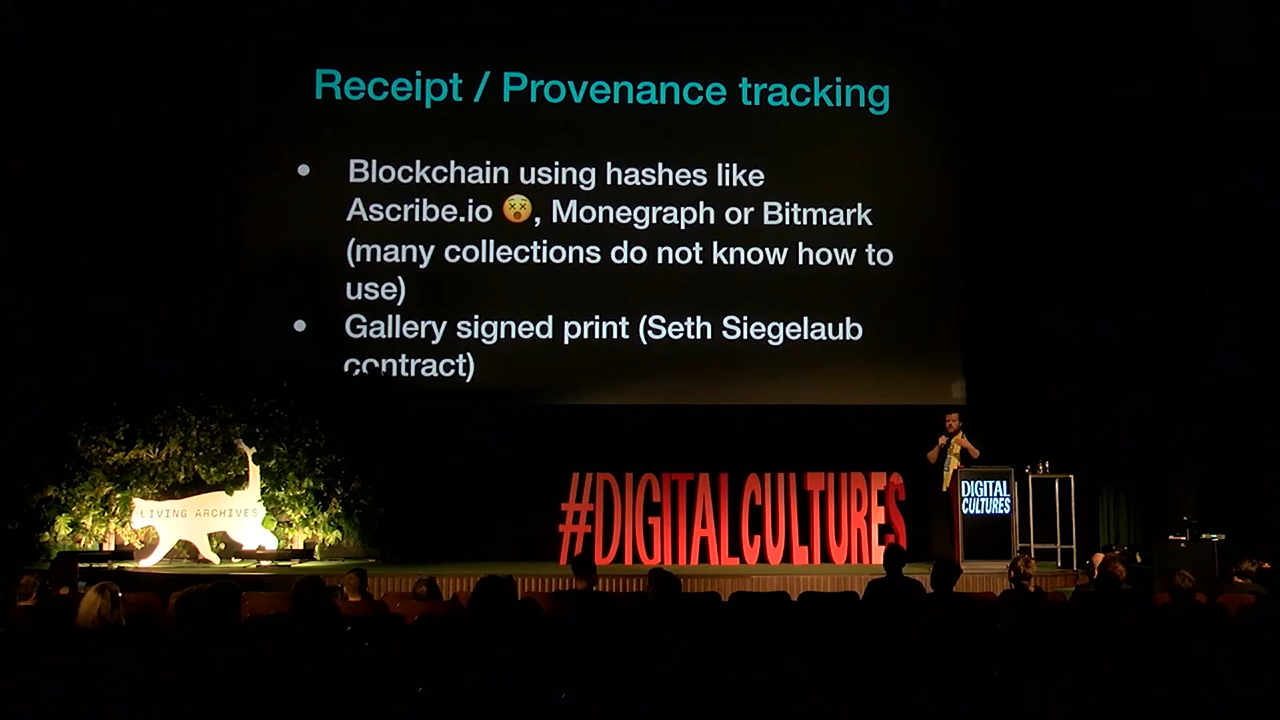 Receipt / Provenance tracking
• Blockchain using hashes like
Ascribe.io 😵, Monegraph or Bitmark
(many collections do not know how to
use)
• Gallery signed print (Seth Siegelaub
contract)
LIVING ARCHIVES
#DIGITALCULTURES
DIGITAL
CULTURES